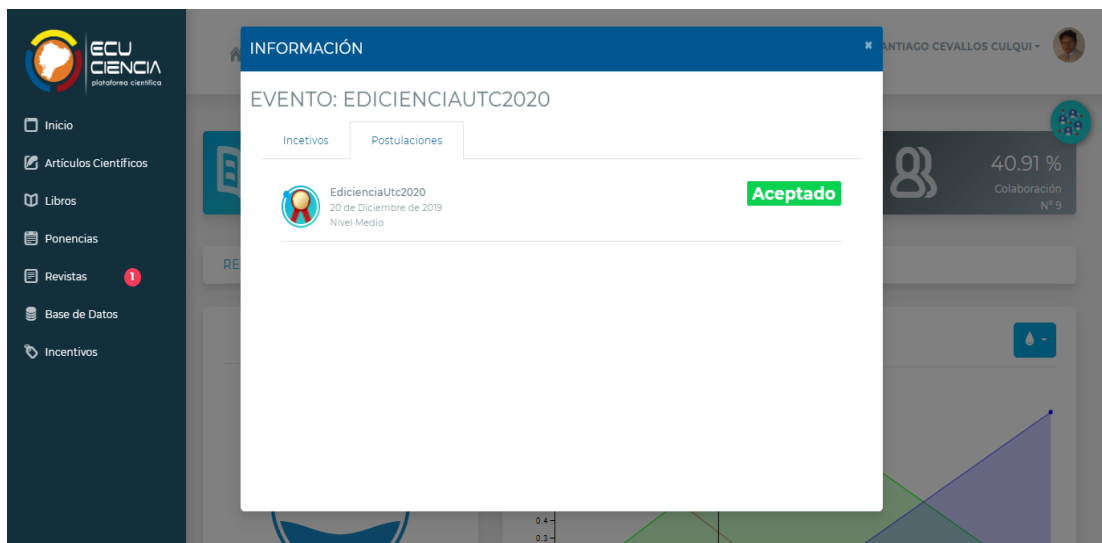 ECU
CIENCIA
plataforma científica
Inicio
Artículos Científicos
Libros
Ponencias
Revistas 1
Base de Datos
Incentivos
INFORMACIÓN
×
ANTIAGO CEVALLOS CULQUI
EVENTO: EDICIENCIAUTC2020
Incetivos Postulaciones
EdicienciaUtc2020
20 de Diciembre de 2019
Nivel Medio
Aceptado
40.91 %
Colaboración
N° 9
RE
0.4
0.3